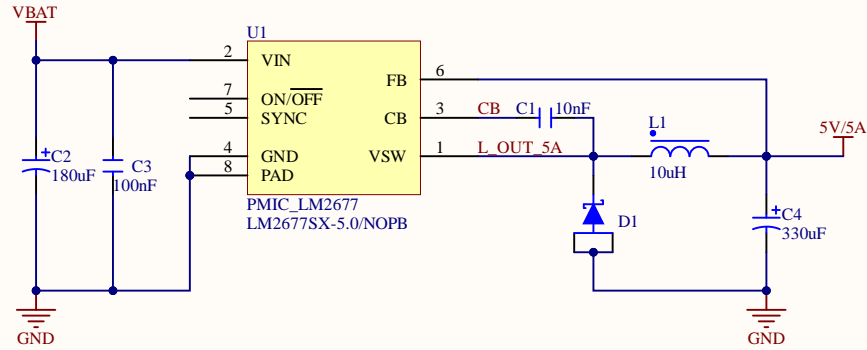 VBAT
U1
2
VIN
7
ON/OFF
5
SYNC
4
GND
8
PAD
FB
6
CB
3
VSW
1
PMIC_LM2677
LM2677SX-5.0/NOPB
C2
180uF
C3
100nF
GND
CB
C1
10nF
L_OUT_5A
L1
10uH
5V/5A
D1
C4
330uF
GND